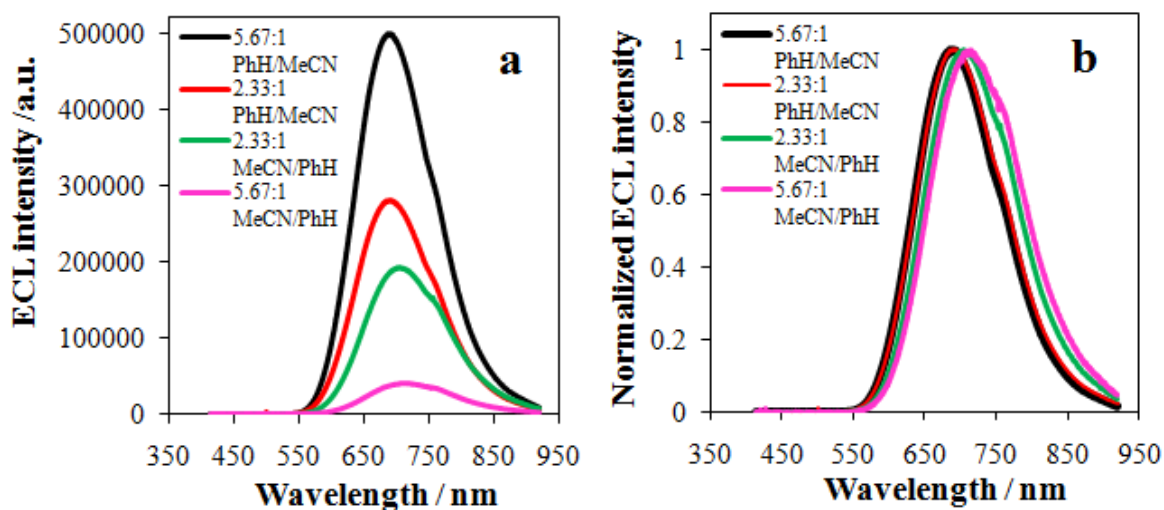 a
ECL intensity /a.u.
500000
400000
300000
200000
100000
0
5.67:1
PhH/MeCN
2.33:1
PhH/MeCN
2.33:1
MeCN/PhH
5.67:1
MeCN/PhH
350 450 550 650 750 850 950
Wavelength / nm
b
Normalized ECL intensity
1
0.8
0.6
0.4
0.2
0
5.67:1
PhH/MeCN
2.33:1
PhH/MeCN
2.33:1
MeCN/PhH
5.67:1
MeCN/PhH
350 450 550 650 750 850 950
Wavelength / nm